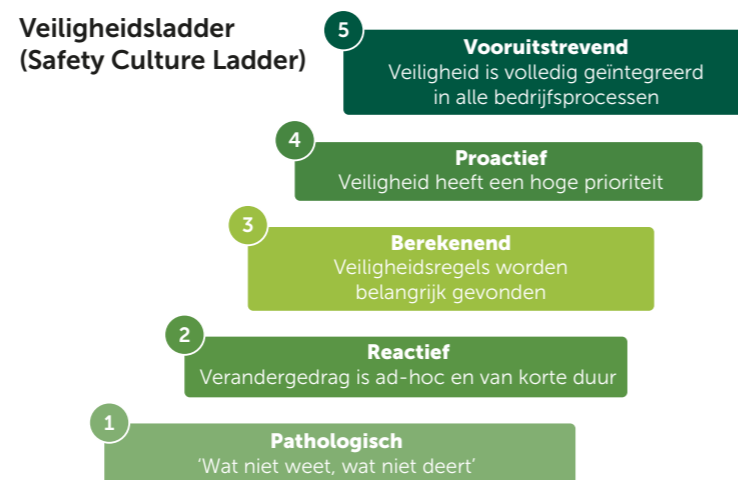 Veiligheidsladder
(Safety Culture Ladder)
5
Vooruitstrevend
Veiligheid is volledig geïntegreerd
in alle bedrijfsprocessen
4
Proactief
Veiligheid heeft een hoge prioriteit
3
Berekenend
Veiligheidsregels worden
belangrijk gevonden
2
Reactief
Verandergedrag is ad-hoc en van korte duur
1
Pathologisch
‘Wat niet weet, wat niet deert’